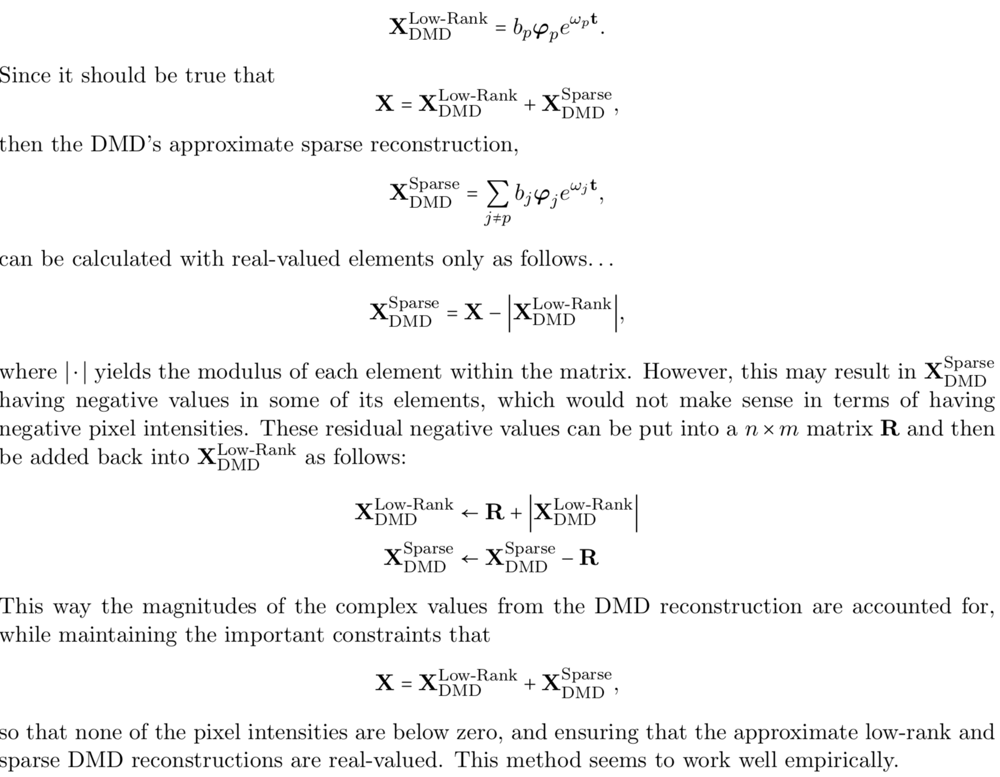 $$\mathbf{X}_{\text{DMD}}^{\text{Low-Rank}} = b_p \boldsymbol{\varphi}_p e^{\omega_p \mathbf{t}}.$$
Since it should be true that
$$\mathbf{X} = \mathbf{X}_{\text{DMD}}^{\text{Low-Rank}} + \mathbf{X}_{\text{DMD}}^{\text{Sparse}},$$
then the DMD's approximate sparse reconstruction,
$$\mathbf{X}_{\text{DMD}}^{\text{Sparse}} = \sum_{j \neq p} b_j \boldsymbol{\varphi}_j e^{\omega_j \mathbf{t}},$$
can be calculated with real-valued elements only as follows...
$$\mathbf{X}_{\text{DMD}}^{\text{Sparse}} = \mathbf{X} - \left| \mathbf{X}_{\text{DMD}}^{\text{Low-Rank}} \right|,$$
where $|\cdot|$ yields the modulus of each element within the matrix. However, this may result in $\mathbf{X}_{\text{DMD}}^{\text{Sparse}}$
having negative values in some of its elements, which would not make sense in terms of having
negative pixel intensities. These residual negative values can be put into a $n \times m$ matrix $\mathbf{R}$ and then
be added back into $\mathbf{X}_{\text{DMD}}^{\text{Low-Rank}}$ as follows:
$$\mathbf{X}_{\text{DMD}}^{\text{Low-Rank}} \leftarrow \mathbf{R} + \left| \mathbf{X}_{\text{DMD}}^{\text{Low-Rank}} \right|$$
$$\mathbf{X}_{\text{DMD}}^{\text{Sparse}} \leftarrow \mathbf{X}_{\text{DMD}}^{\text{Sparse}} - \mathbf{R}$$
This way the magnitudes of the complex values from the DMD reconstruction are accounted for,
while maintaining the important constraints that
$$\mathbf{X} = \mathbf{X}_{\text{DMD}}^{\text{Low-Rank}} + \mathbf{X}_{\text{DMD}}^{\text{Sparse}},$$
so that none of the pixel intensities are below zero, and ensuring that the approximate low-rank and
sparse DMD reconstructions are real-valued. This method seems to work well empirically.